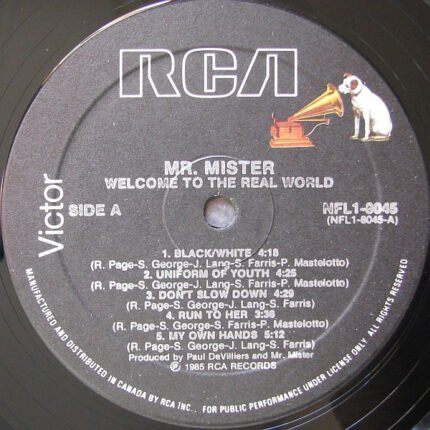 RCA
MR. MISTER
WELCOME TO THE REAL WORLD
Victor
SIDE A
NFL1-8045
(NFL1-8045-A)
1. BLACK/WHITE 4:18
(R. Page-S. George-J. Lang-S. Farris-P. Mastelotto)
2. UNIFORM OF YOUTH 4:25
(R. Page-S. George-J. Lang-S. Farris)
3. DON'T SLOW DOWN 4:29
(R. Page-S. George-J. Lang-S. Farris)
4. RUN TO HER 3:36
(R. Page-S. George-J. Lang-S. Farris-P. Mastelotto)
5. MY OWN HANDS 5:12
(R. Page-S. George-J. Lang-S. Farris)
Produced by Paul DeVilliers and Mr. Mister
℗ 1985 RCA RECORDS
MANUFACTURED AND DISTRIBUTED IN CANADA BY RCA INC., FOR PUBLIC PERFORMANCE UNDER LICENSE ONLY. ALL RIGHTS RESERVED